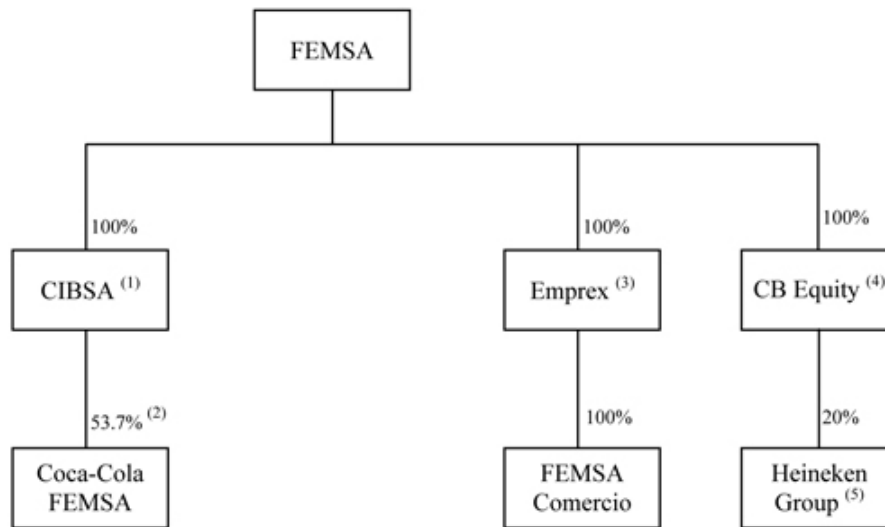 FEMSA
100%
100%
100%
CIBSA (1)
Emprex (3)
CB Equity (4)
53.7% (2)
100%
20%
Coca-Cola
FEMSA
FEMSA
Comercio
Heineken
Group (5)